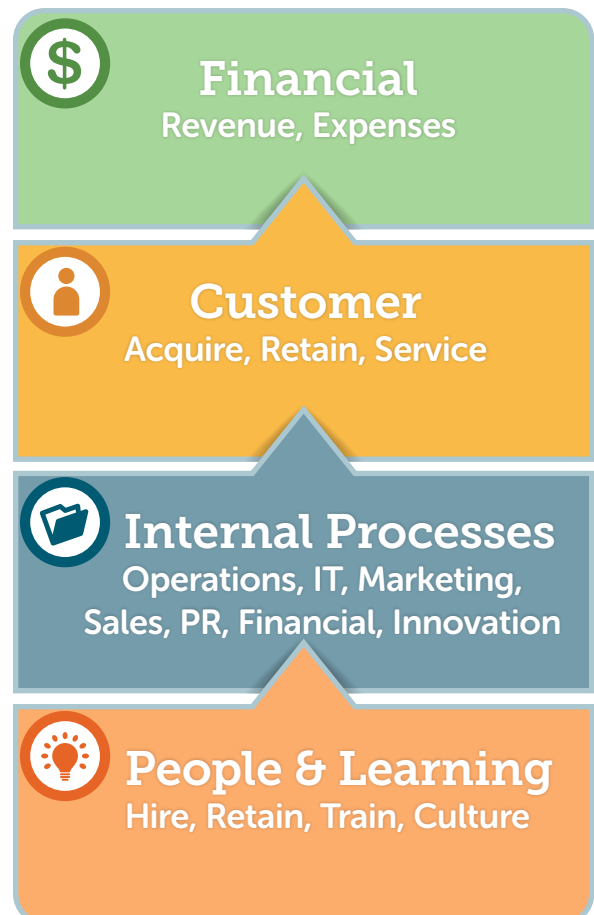 $
Financial
Revenue, Expenses
Customer
Acquire, Retain, Service
Internal Processes
Operations, IT, Marketing,
Sales, PR, Financial, Innovation
People & Learning
Hire, Retain, Train, Culture